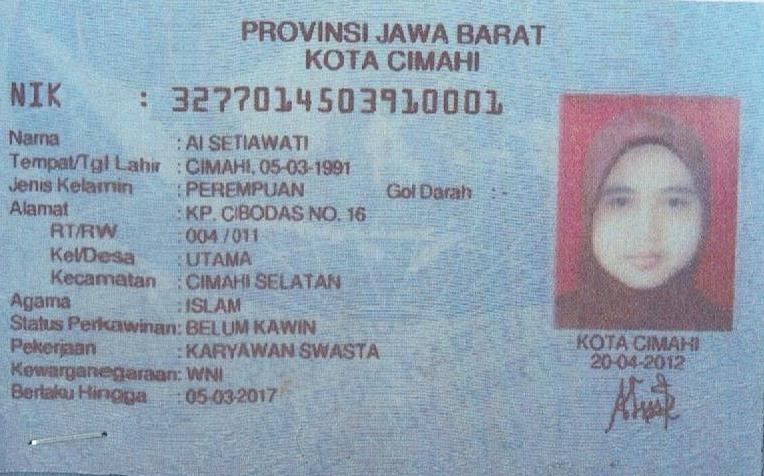 PROVINSI JAWA BARAT
KOTA CIMAHI
NIK : 3277014503910001
Nama : AI SETIAWATI
Tempat/Tgl Lahir : CIMAHI, 05-03-1991
Jenis Kelamin : PEREMPUAN Gol Darah : -
Alamat : KP. CIBODAS NO. 16
RT/RW : 004 / 011
Kel/Desa : UTAMA
Kecamatan : CIMAHI SELATAN
Agama : ISLAM
Status Perkawinan: BELUM KAWIN
Pekerjaan : KARYAWAN SWASTA
Kewarganegaraan: WNI
Berlaku Hingga : 05-03-2017
KOTA CIMAHI
20-04-2012